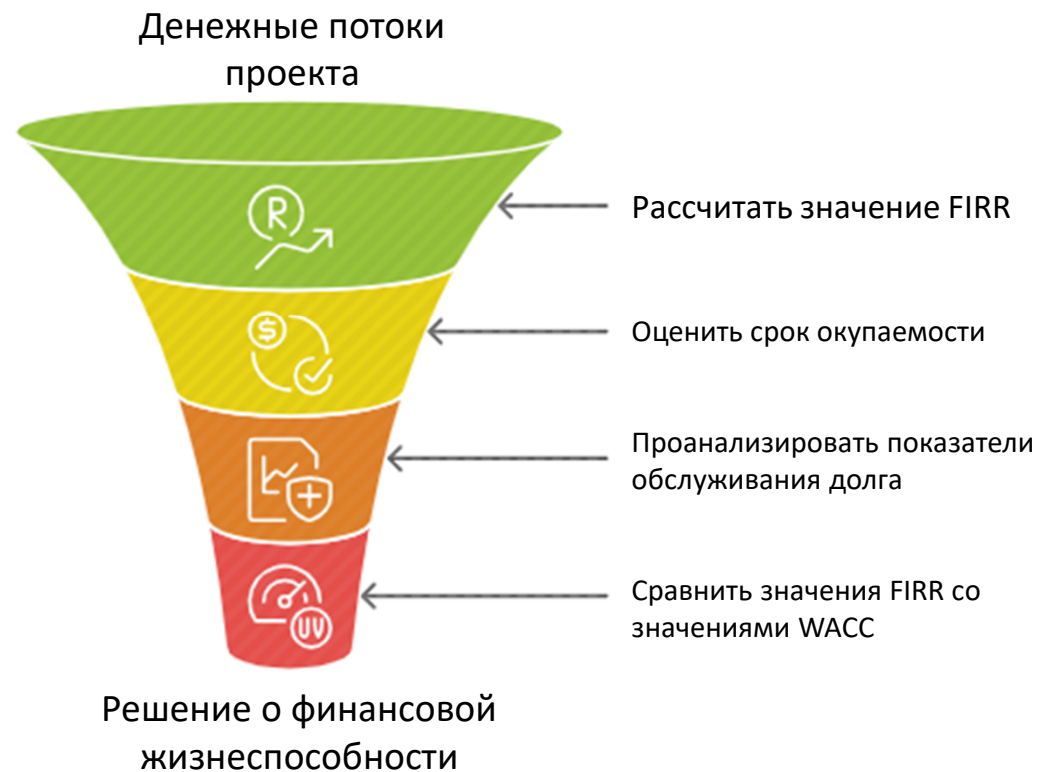 Денежные потоки
проекта
R
Рассчитать значение FIRR
$
Оценить срок окупаемости
Проанализировать показатели
обслуживания долга
UV
Сравнить значения FIRR со
значениями WACC
Решение о финансовой
жизнеспособности